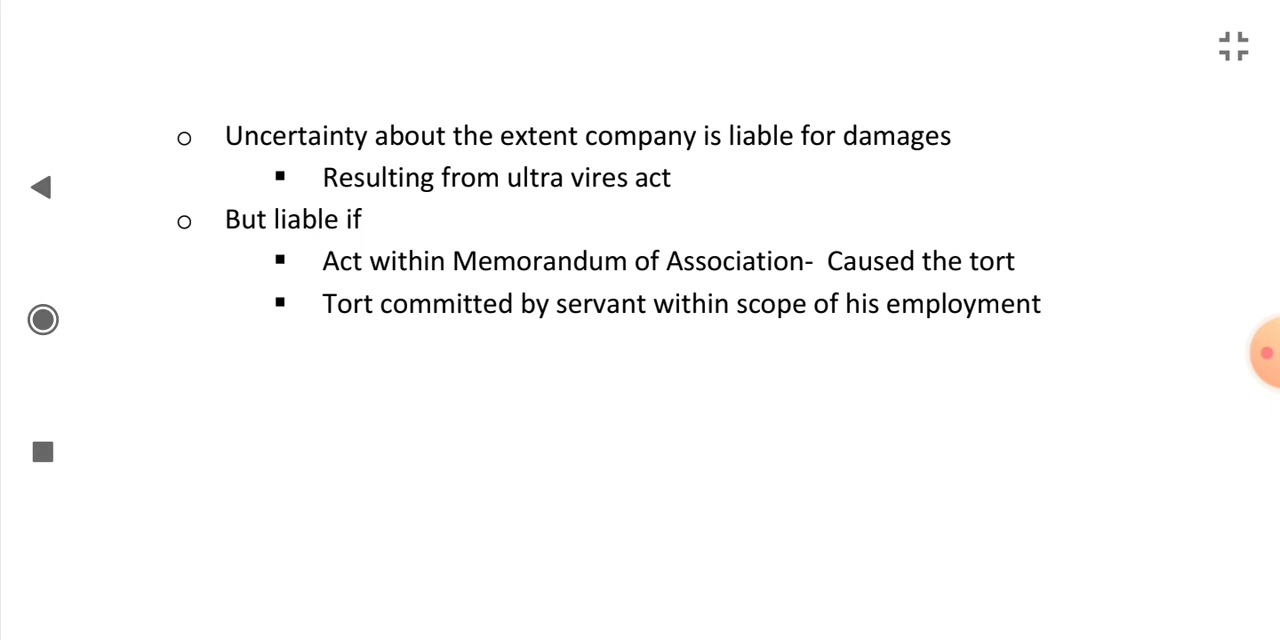 o Uncertainty about the extent company is liable for damages
▪ Resulting from ultra vires act
o But liable if
▪ Act within Memorandum of Association-  Caused the tort
▪ Tort committed by servant within scope of his employment